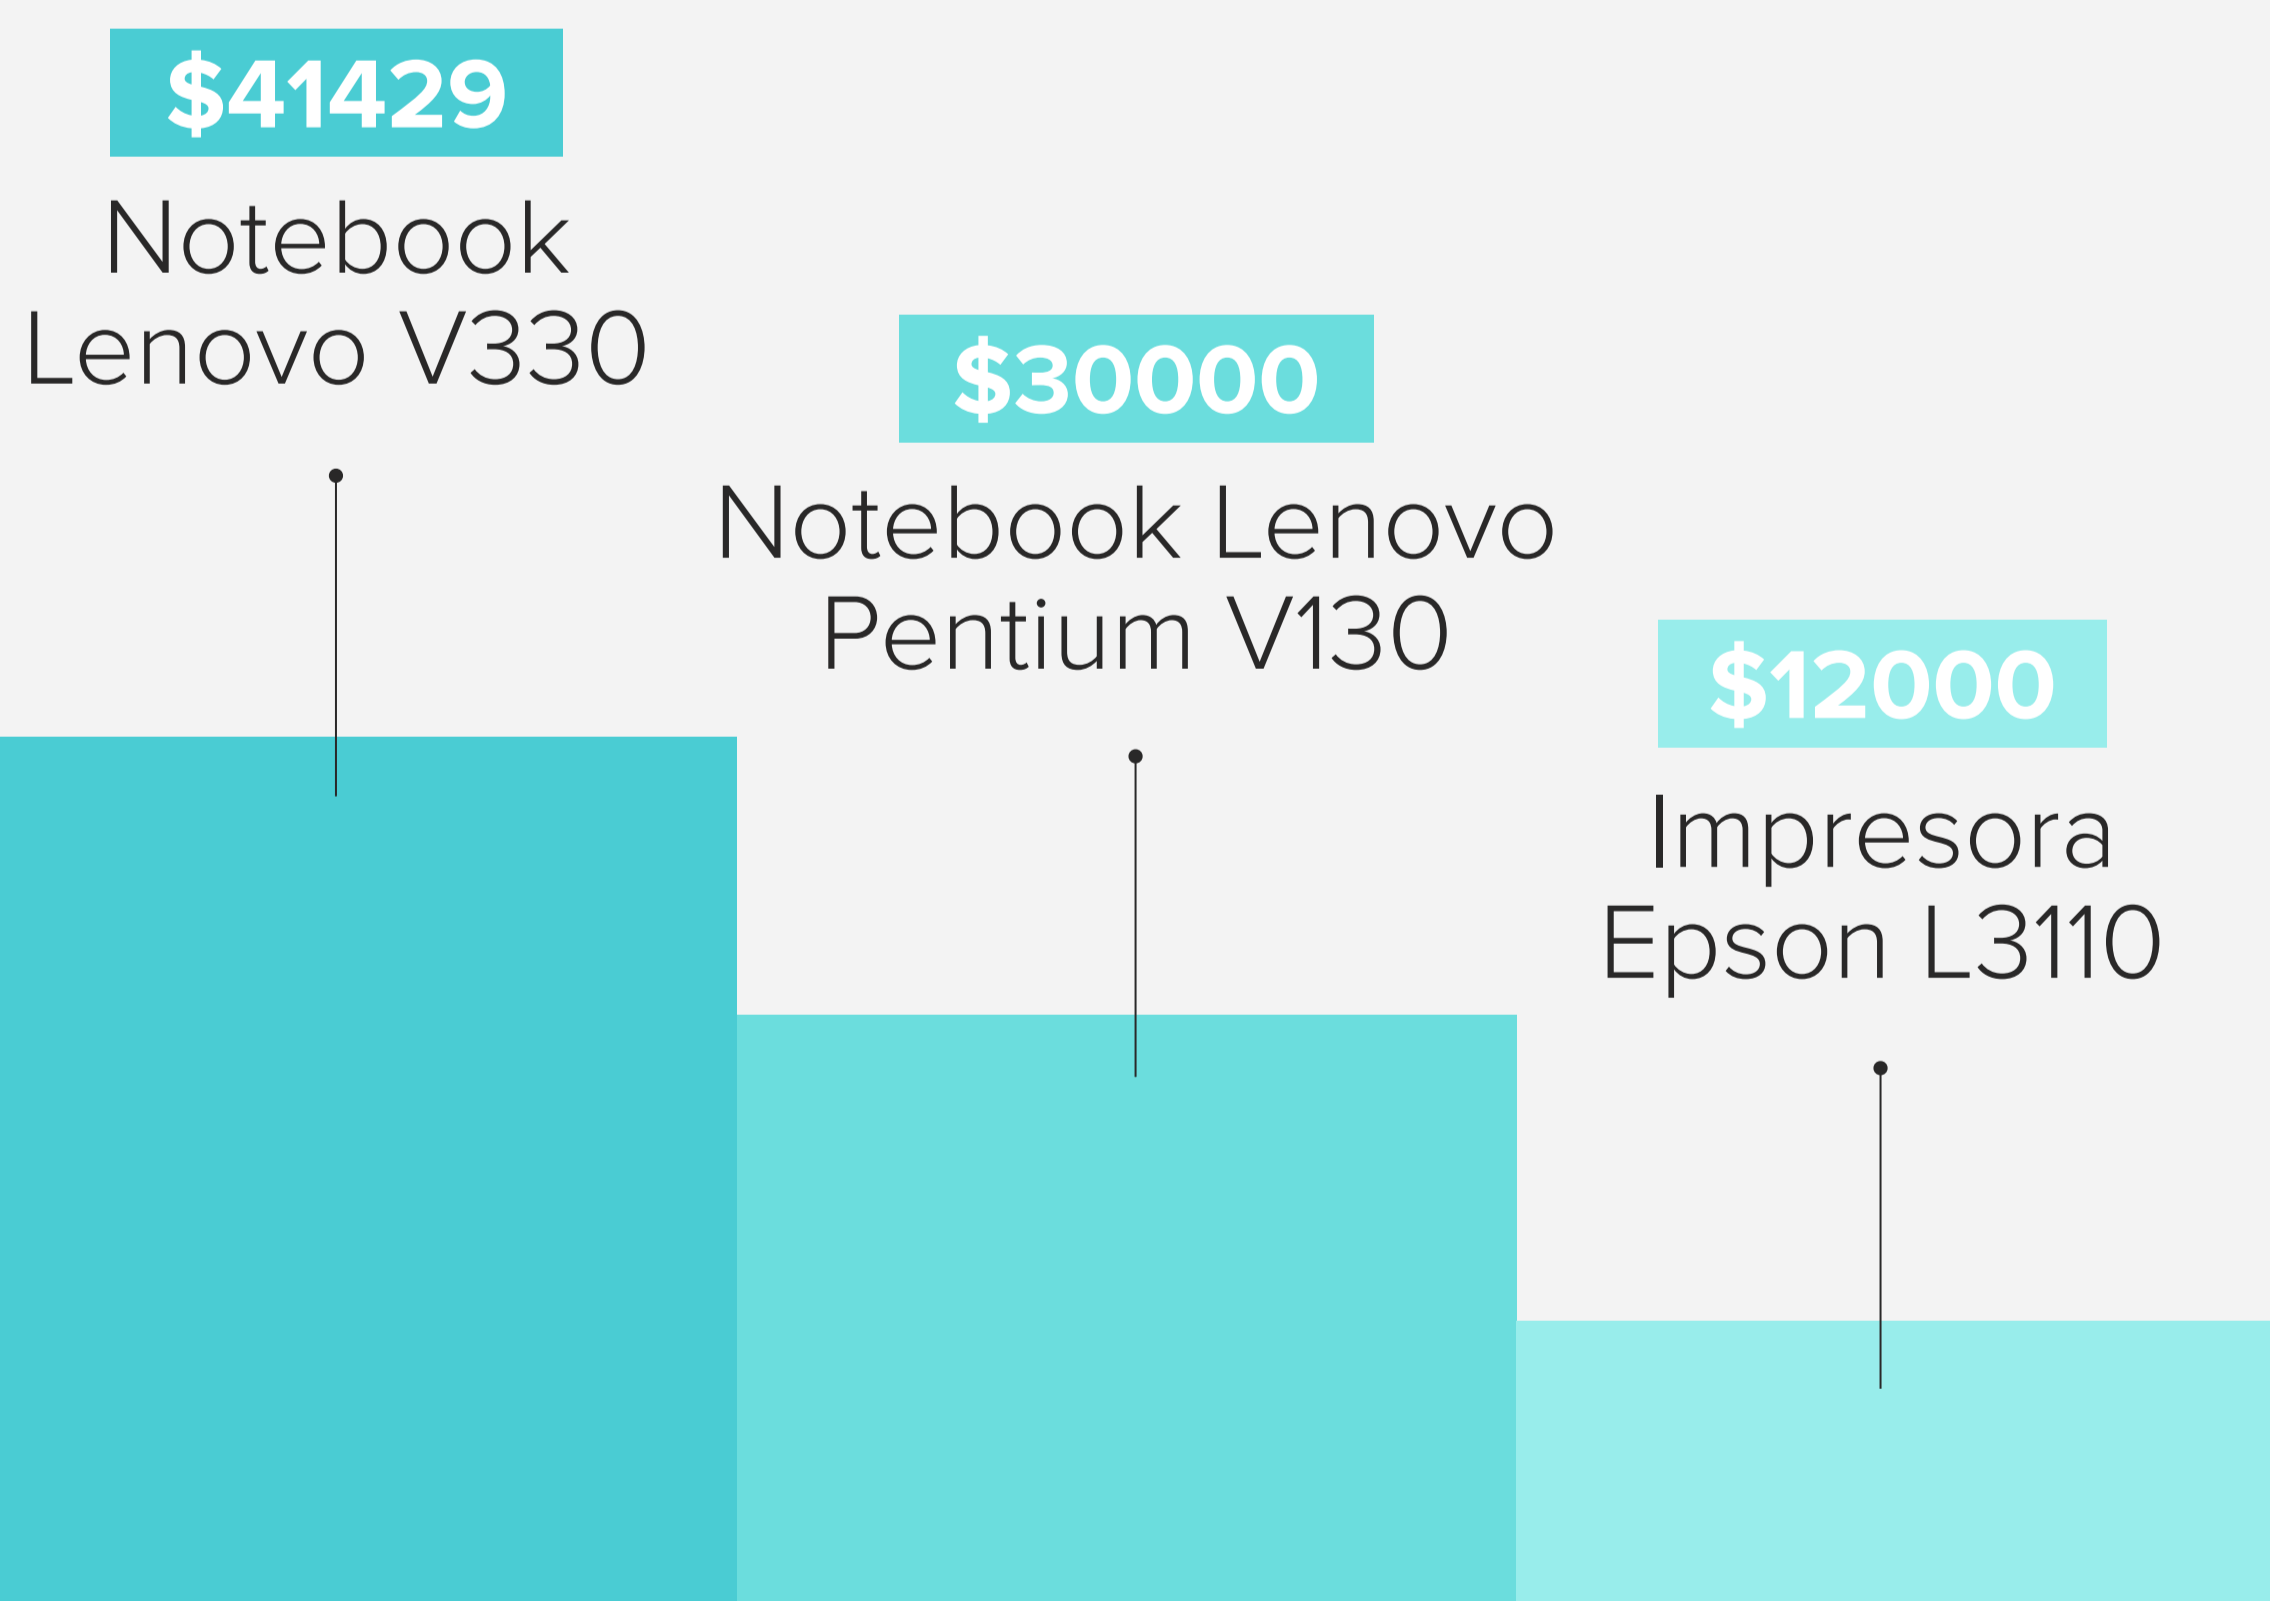 $41429
Notebook
Lenovo V330
$30000
Notebook Lenovo
Pentium V130
$12000
Impresora
Epson L3110